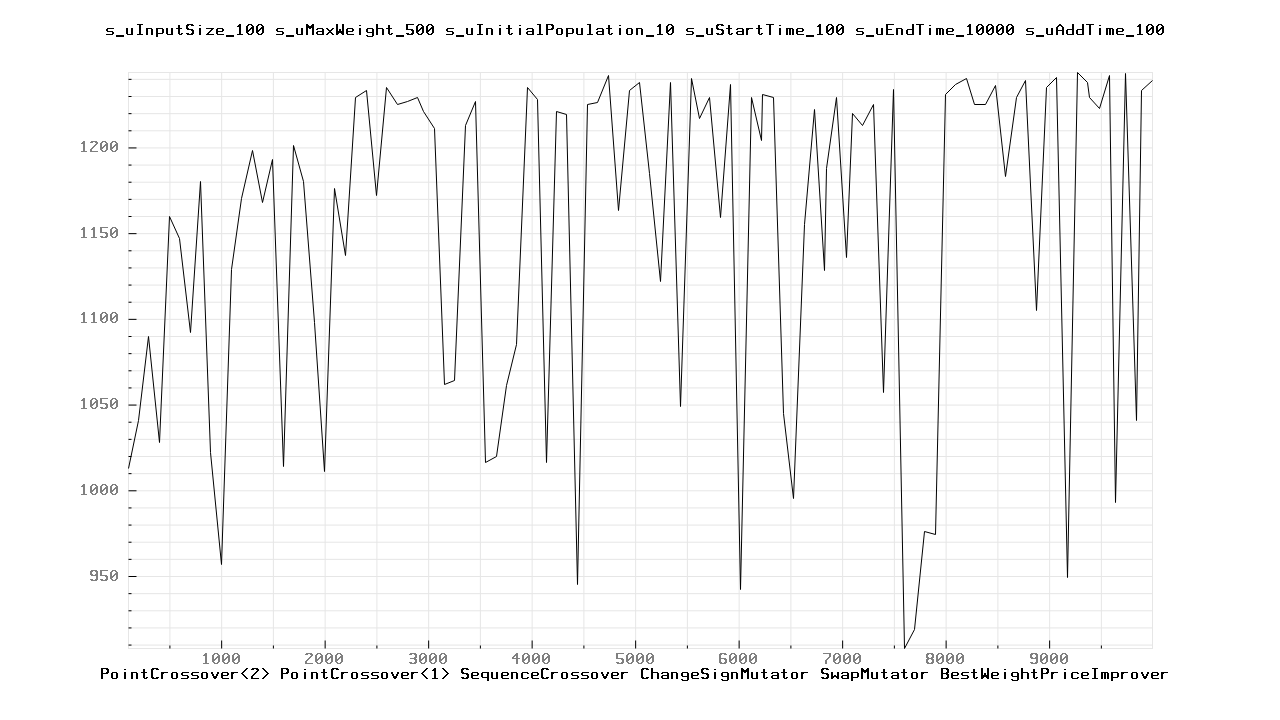 s_uInputSize_100 s_uMaxWeight_500 s_uInitialPopulation_10 s_uStartTime_100 s_uEndTime_10000 s_uAddTime_100
1200
1150
1100
1050
1000
950
1000 2000 3000 4000 5000 6000 7000 8000 9000
PointCrossover<2> PointCrossover<1> SequenceCrossover ChangeSignMutator SwapMutator BestWeightPriceImprover